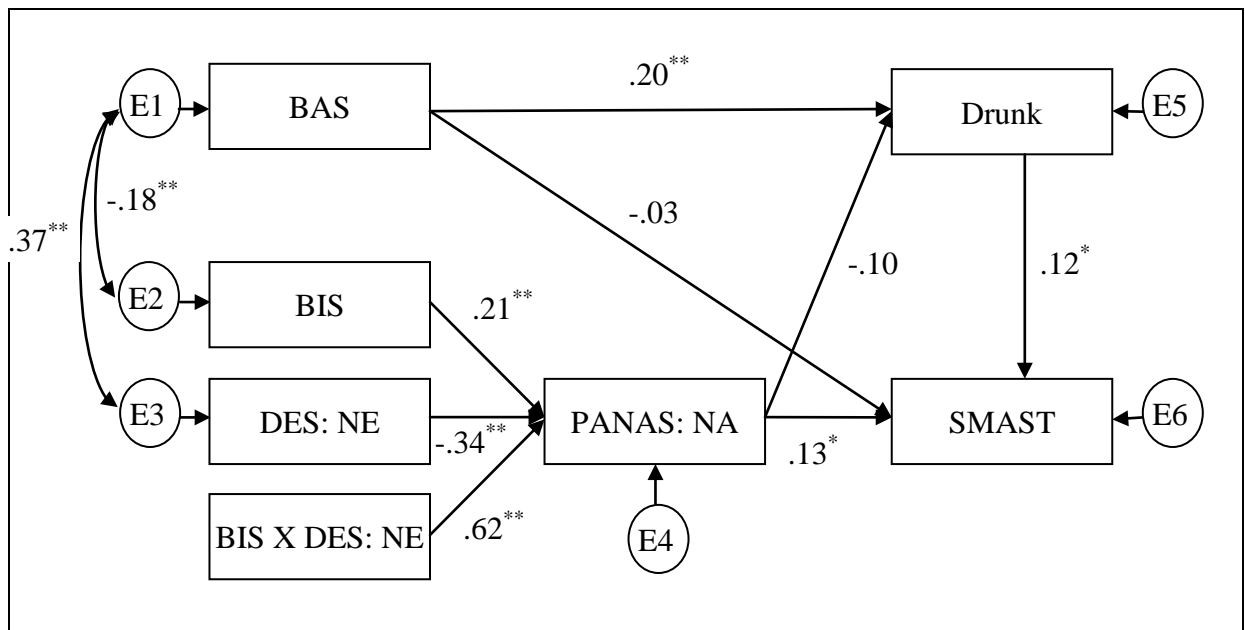 E1
BAS
.20**
Drunk
E5
-.18**
.37**
-.03
-.10
.12*
E2
BIS
.21**
E3
DES: NE
-.34**
PANAS: NA
.13*
SMAST
E6
BIS X DES: NE
.62**
E4